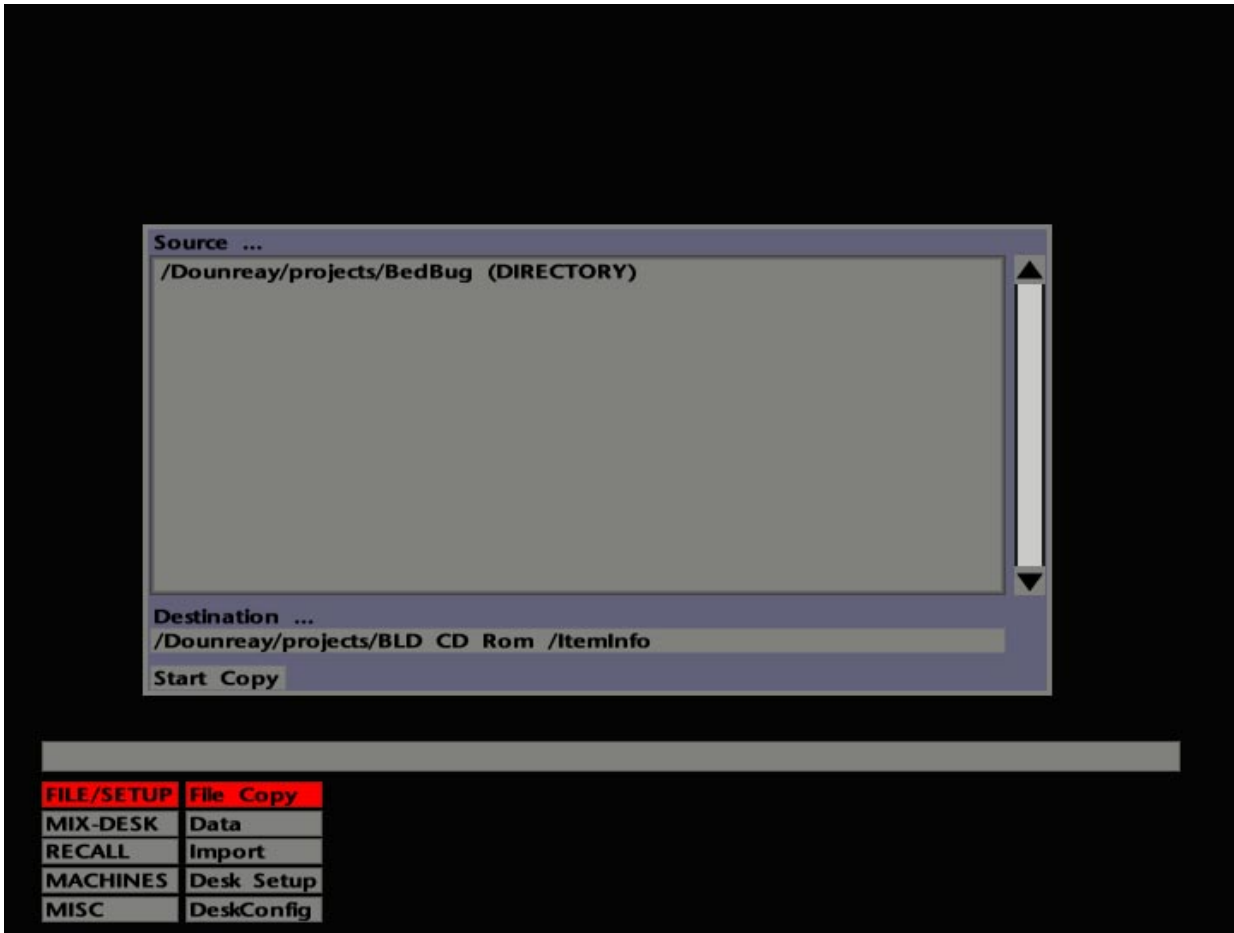 Source ...
/Dounreay/projects/BedBug (DIRECTORY)
Destination ...
/Dounreay/projects/BLD CD Rom /ItemInfo
Start Copy
FILE/SETUP File Copy
MIX-DESK Data
RECALL Import
MACHINES Desk Setup
MISC DeskConfig